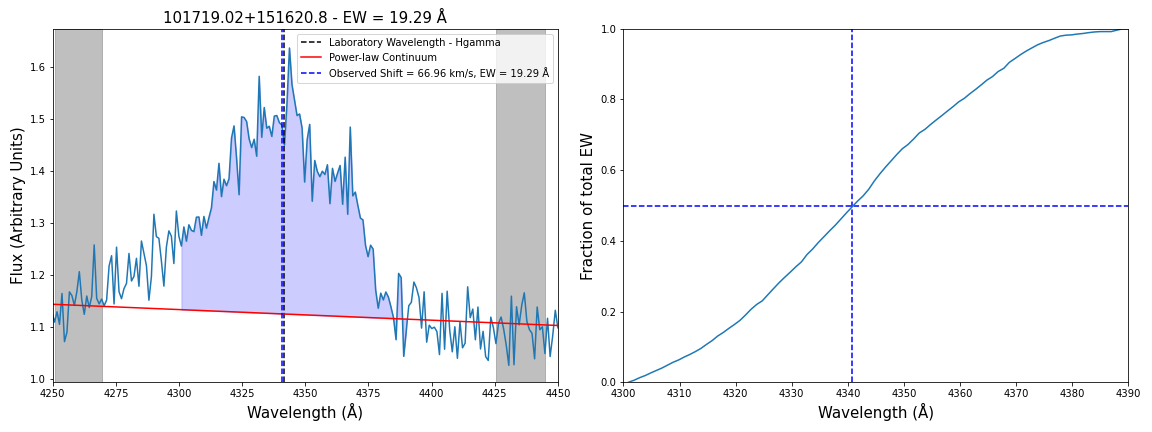 101719.02+151620.8 - EW = 19.29 Å
Laboratory Wavelength - Hgamma
Power-law Continuum
Observed Shift = 66.96 km/s, EW = 19.29 Å
Flux (Arbitrary Units)
1.6
1.5
1.4
1.3
1.2
1.1
1.0
4250 4275 4300 4325 4350 4375 4400 4425 4450
Wavelength (Å)
Fraction of total EW
1.0
0.8
0.6
0.4
0.2
0.0
4300 4310 4320 4330 4340 4350 4360 4370 4380 4390
Wavelength (Å)